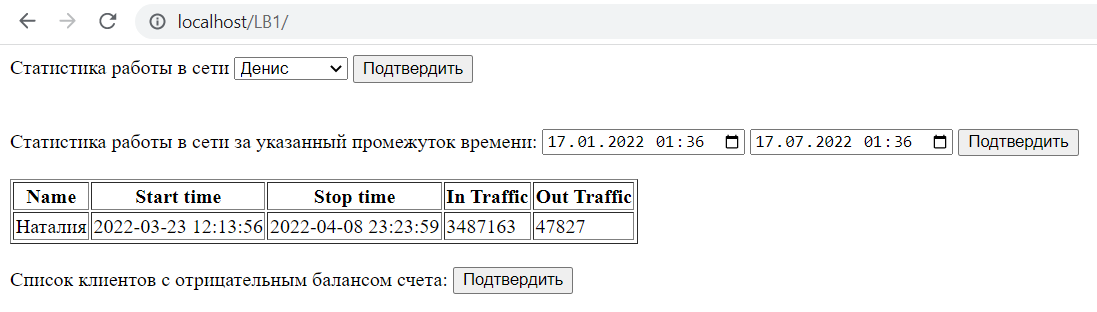 localhost/LB1/
Статистика работы в сети Денис Подтвердить
Статистика работы в сети за указанный промежуток времени: 17.01.2022 01:36 17.07.2022 01:36 Подтвердить
Name Start time Stop time In Traffic Out Traffic
Наталия 2022-03-23 12:13:56 2022-04-08 23:23:59 3487163 47827
Список клиентов с отрицательным балансом счета: Подтвердить